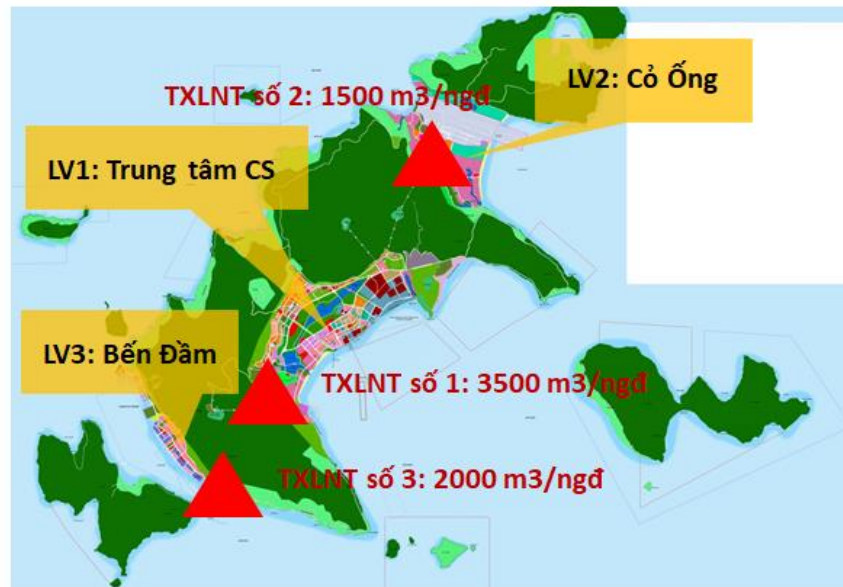 TXLNT số 2: 1500 m3/ngđ
LV2: Cỏ Ống
LV1: Trung tâm CS
LV3: Bến Đầm
TXLNT số 1: 3500 m3/ngđ
TXLNT số 3: 2000 m3/ngđ